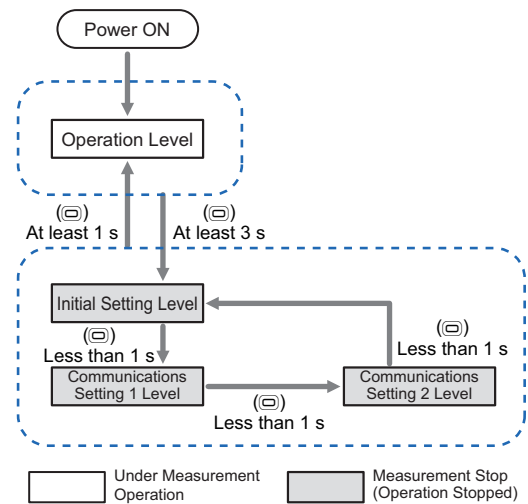 Power ON
Operation Level
At least 1 s
At least 3 s
Initial Setting Level
Less than 1 s
Less than 1 s
Communications
Setting 1 Level
Communications
Setting 2 Level
Less than 1 s
Under Measurement
Operation
Measurement Stop
(Operation Stopped)